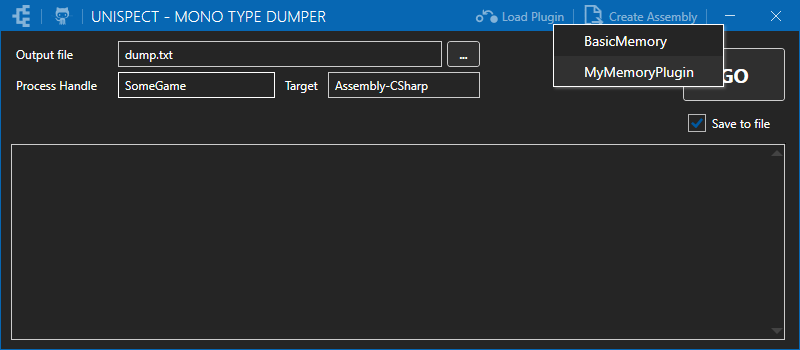 UNISPECT - MONO TYPE DUMPER
Load Plugin
Create Assembly
BasicMemory
MyMemoryPlugin
Output file
dump.txt
...
Process Handle
SomeGame
Target
Assembly-CSharp
GO
Save to file